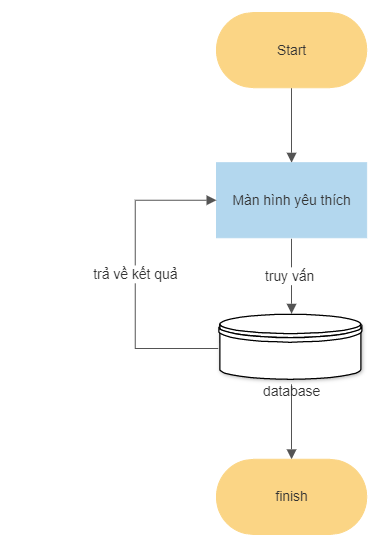 Start
Màn hình yêu thích
trả về kết quả
truy vấn
database
finish